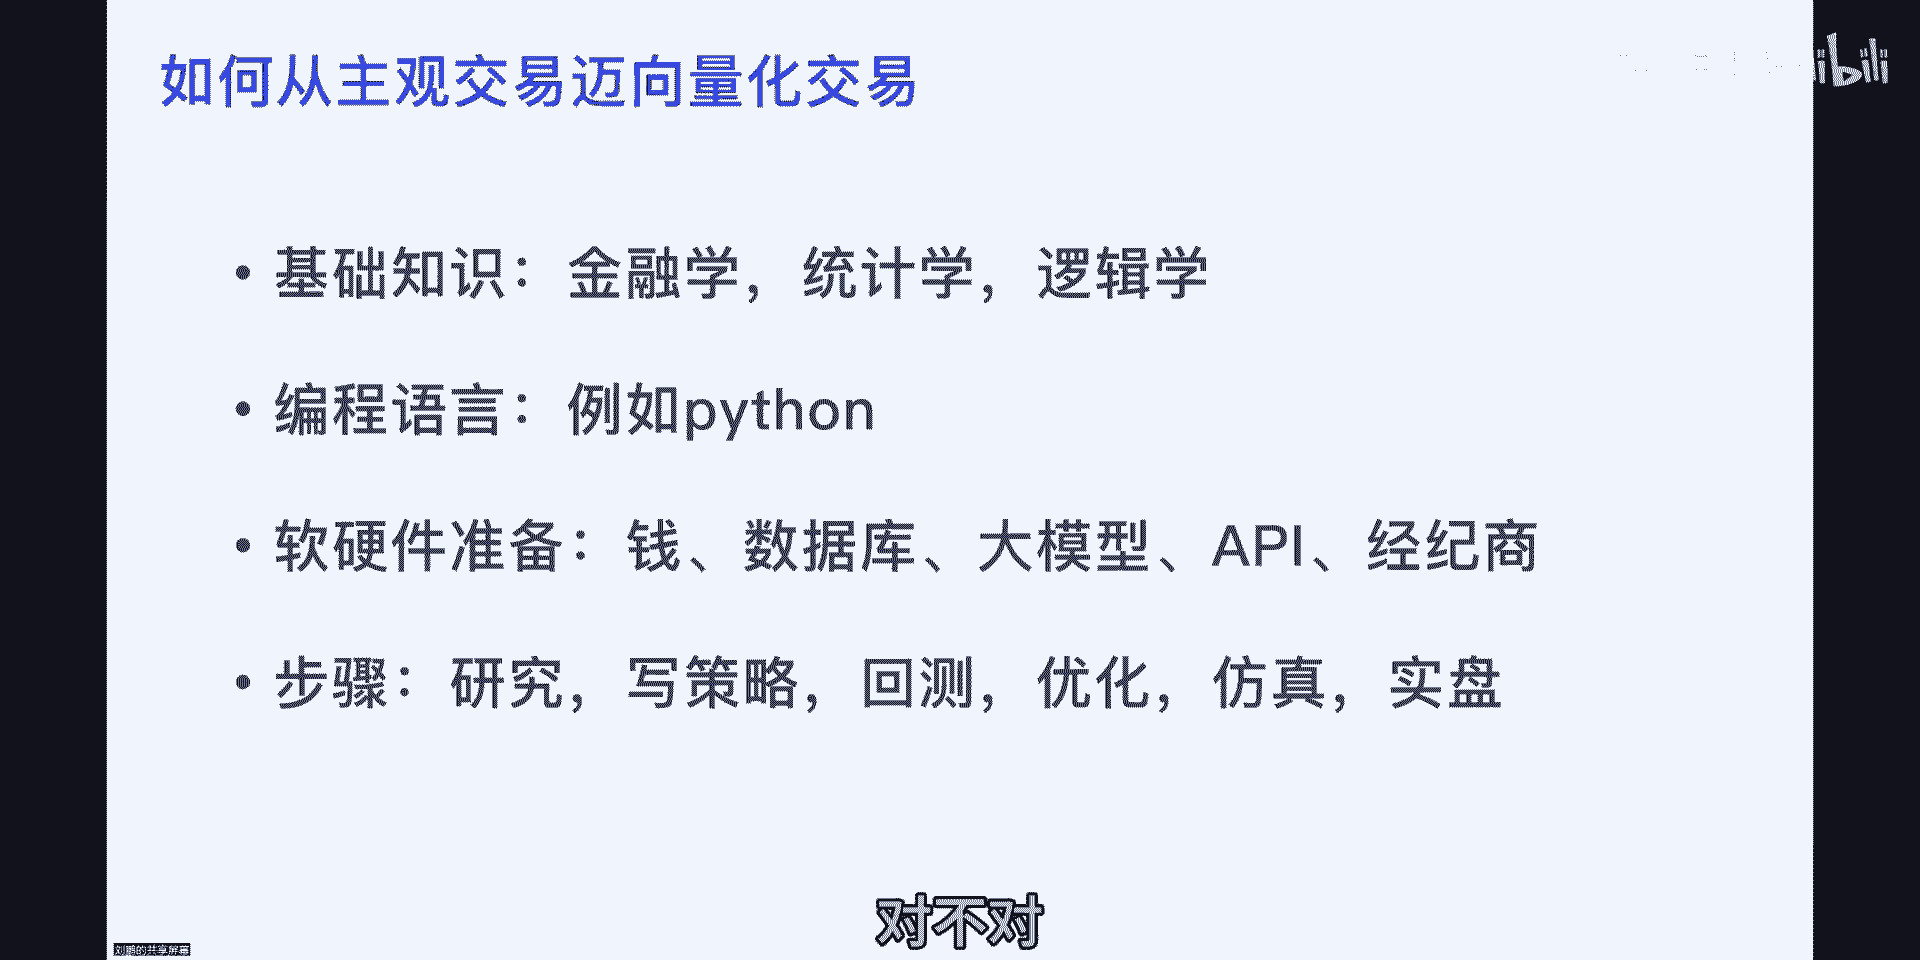 如何从主观交易迈向量化交易
• 基础知识：金融学，统计学，逻辑学
• 编程语言：例如python
• 软硬件准备：钱、数据库、大模型、API、经纪商
• 步骤：研究，写策略，回测，优化，仿真，实盘
对不对
刘鹏的共享屏幕